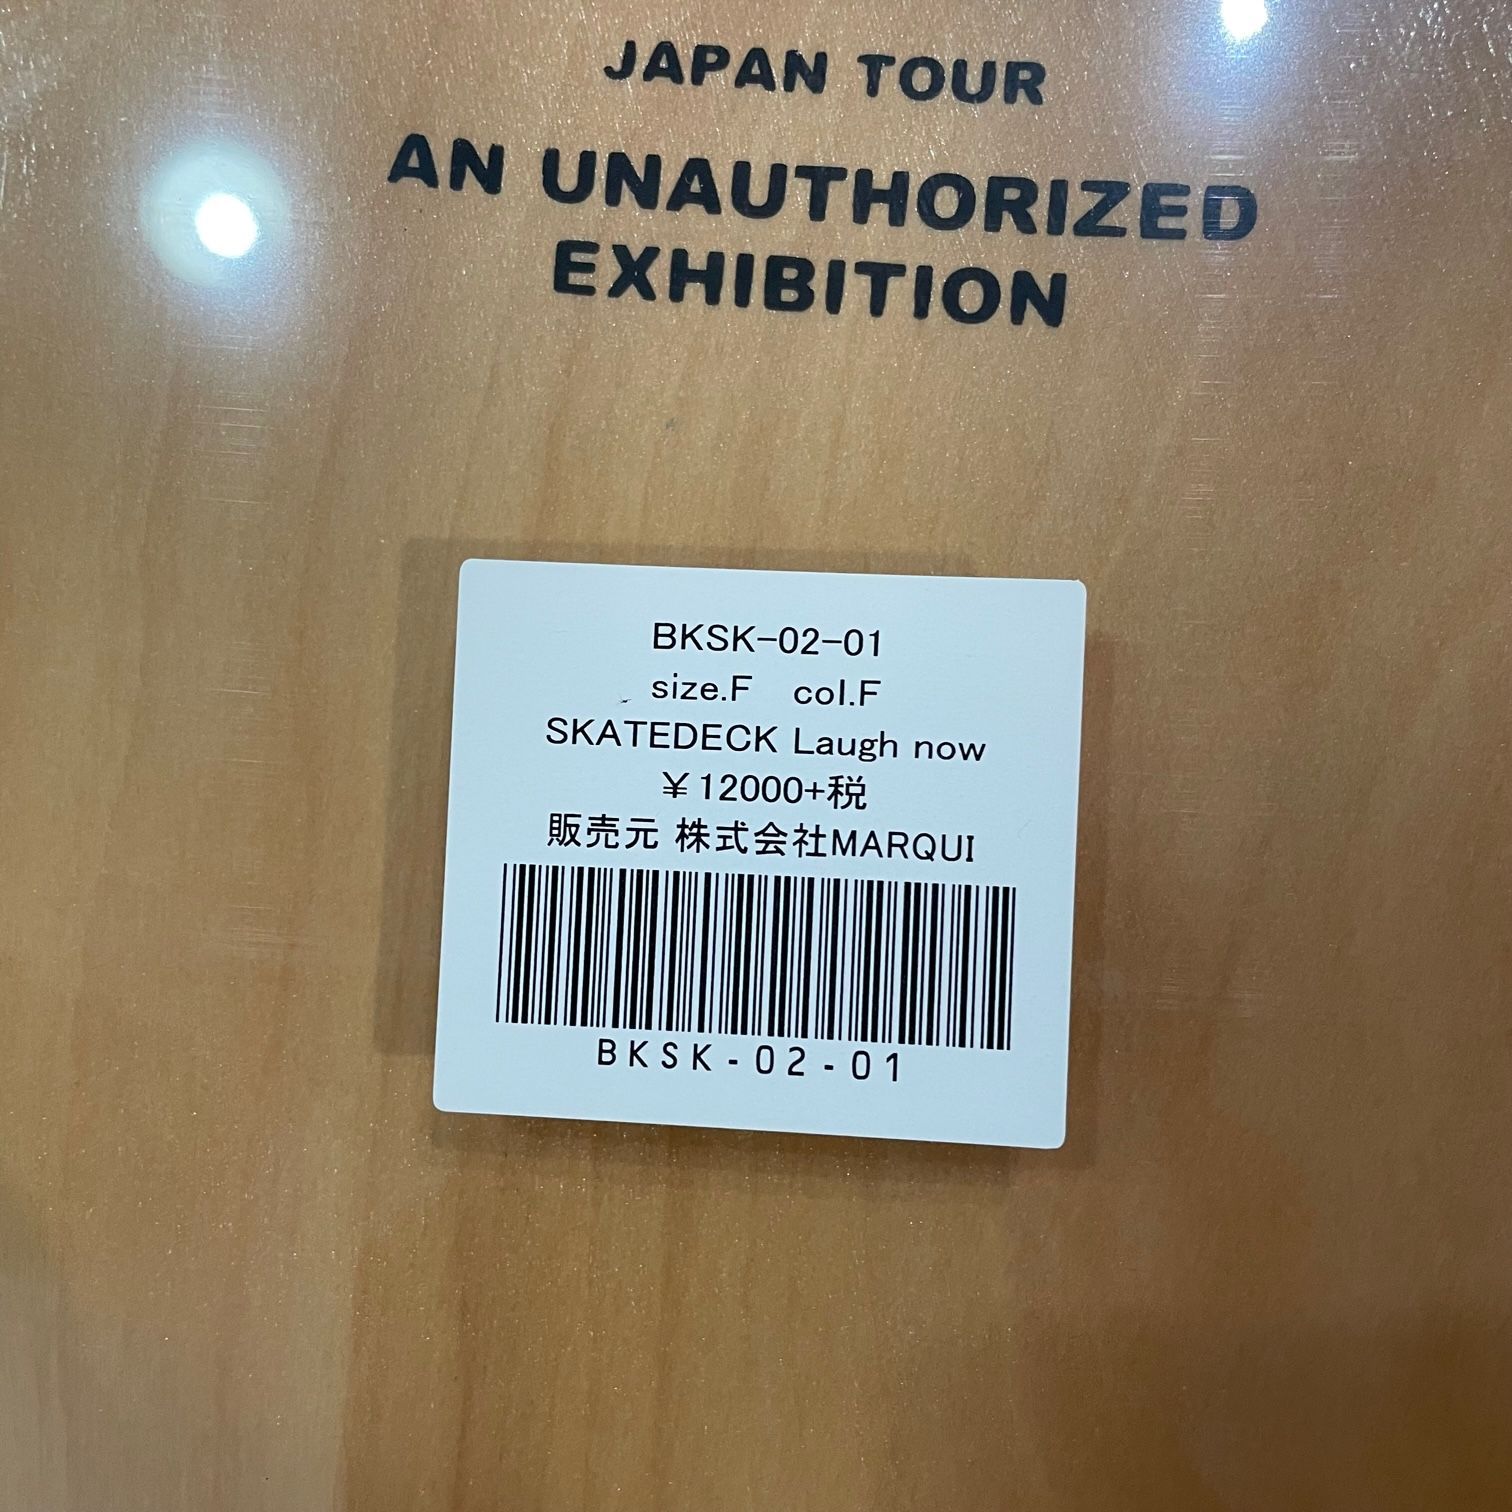 JAPAN TOUR
AN UNAUTHORIZED
EXHIBITION
BKSK-02-01
size.F col.F
SKATEDECK Laugh now
¥12000+税
販売元 株式会社MARQUI
BKSK-02-01